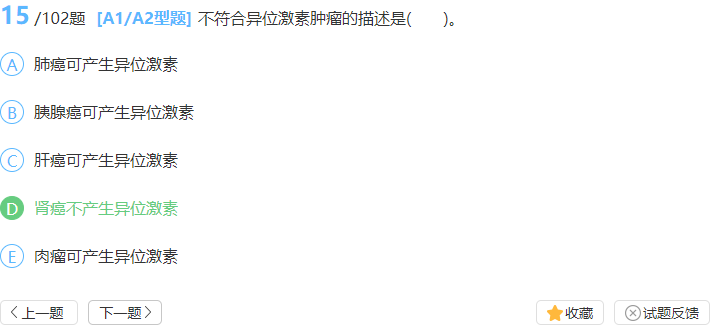 15 /102题 [A1/A2型题] 不符合异位激素肿瘤的描述是(　　)。
A 肺癌可产生异位激素
B 胰腺癌可产生异位激素
C 肝癌可产生异位激素
D 肾癌不产生异位激素
E 肉瘤可产生异位激素
上一题 下一题 收藏 试题反馈